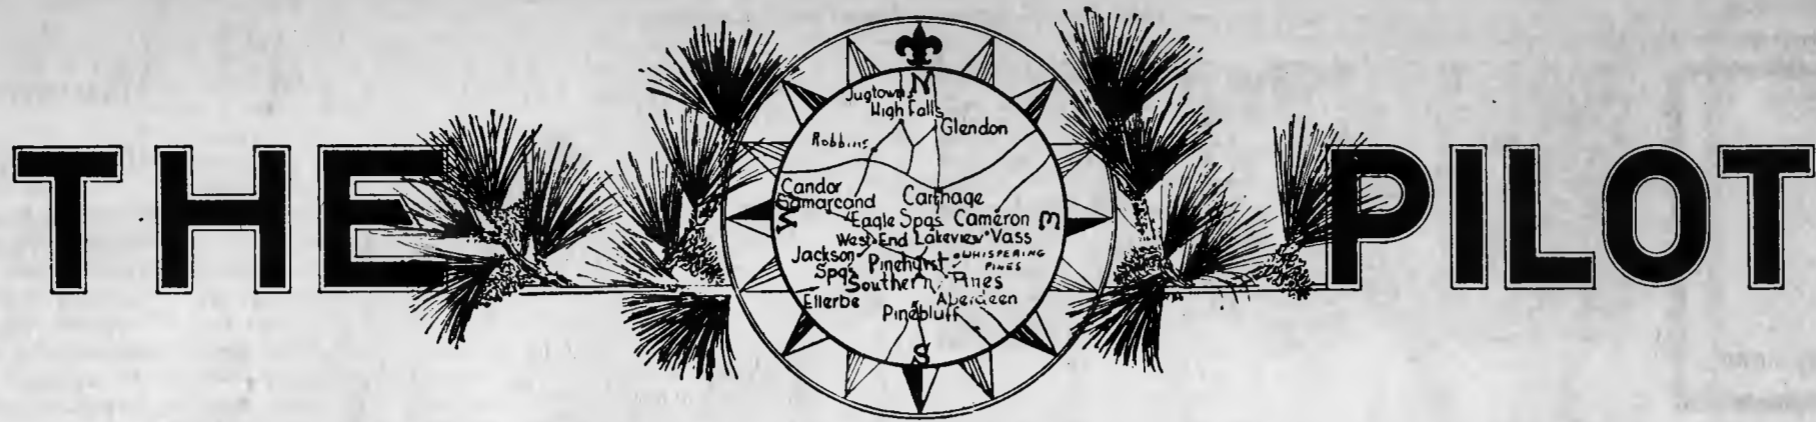 THE PILOT
N
Jugtown
High Falls
Glendon
Robbins
Candor
Samarcand
Carthage
W
Eagle Spgs Cameron E
West End Lakeview Vass
Jackson Spgs
Pinehurst
WHISPERING PINES
Southern Pines
Ellerbe
Aberdeen
Pinebluff
S